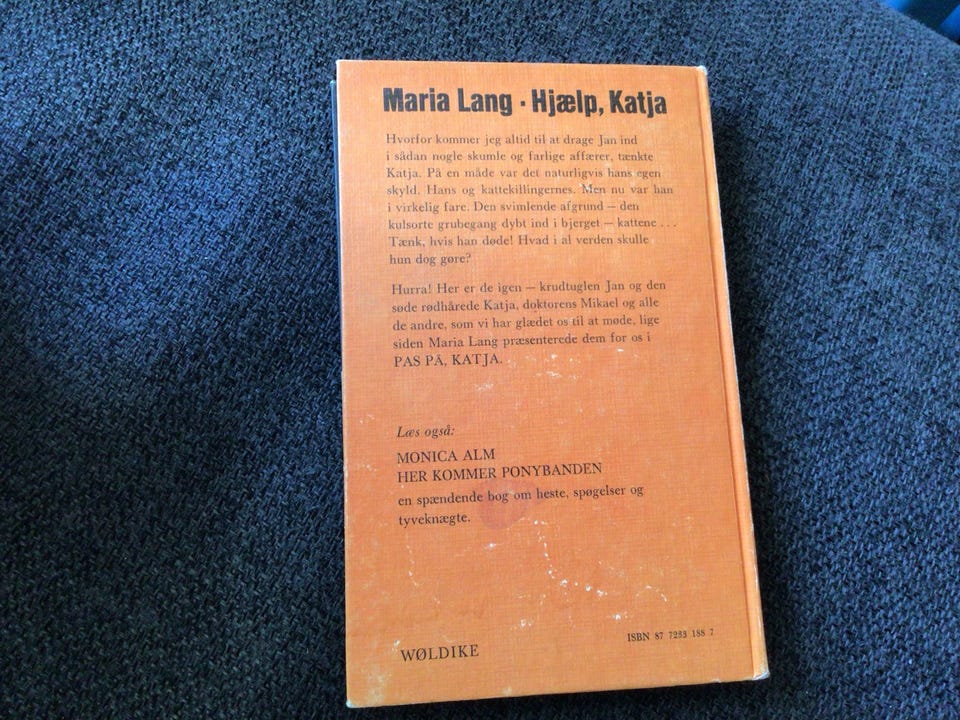 Maria Lang · Hjælp, Katja
Hvorfor kommer jeg altid til at drage Jan ind
i sådan nogle skumle og farlige affærer, tænkte
Katja. På en måde var det naturligvis hans egen
skyld. Hans og kattekillingernes. Men nu var han
i virkelig fare. Den svimlende afgrund – den
kulsorte grubegang dybt ind i bjerget – kattene . . .
Tænk, hvis han døde! Hvad i al verden skulle
hun dog gøre?
Hurra! Her er de igen – krudtuglen Jan og den
søde rødhårede Katja, doktorens Mikael og alle
de andre, som vi har glædet os til at møde, lige
siden Maria Lang præsenterede dem for os i
PAS PÅ, KATJA.
Læs også:
MONICA ALM
HER KOMMER PONYBANDEN
en spændende bog om heste, spøgelser og
tyveknægte.
ISBN 87 7233 188 7
WØLDIKE